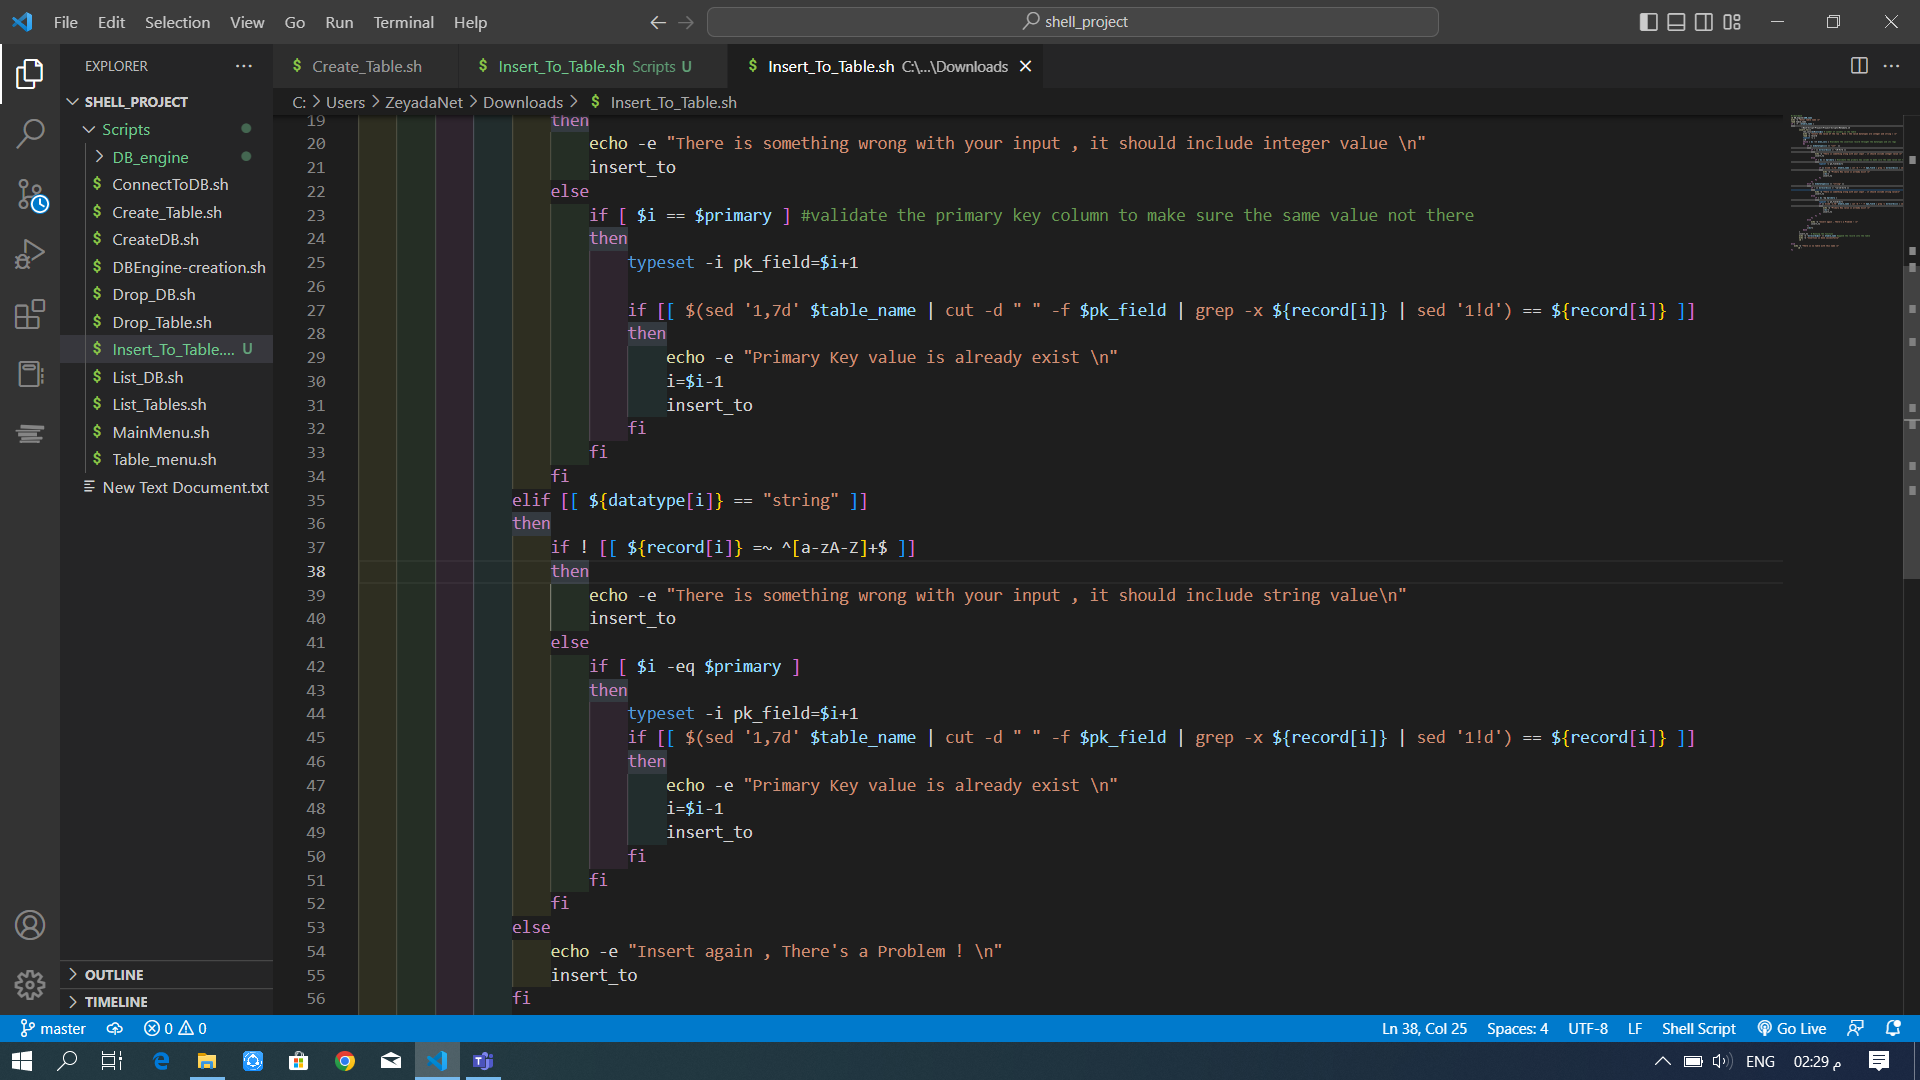 File Edit Selection View Go Run Terminal Help
shell_project
EXPLORER
Create_Table.sh
Insert_To_Table.sh Scripts U
Insert_To_Table.sh C:\...\Downloads
C: > Users > ZeyadaNet > Downloads > $ Insert_To_Table.sh
SHELL_PROJECT
Scripts
DB_engine
ConnectToDB.sh
Create_Table.sh
CreateDB.sh
DBEngine-creation.sh
Drop_DB.sh
Drop_Table.sh
Insert_To_Table.... U
List_DB.sh
List_Tables.sh
MainMenu.sh
Table_menu.sh
New Text Document.txt
OUTLINE
TIMELINE
19 then
20 echo -e "There is something wrong with your input , it should include integer value \n"
21 insert_to
22 else
23 if [ $i == $primary ] #validate the primary key column to make sure the same value not there
24 then
25 typeset -i pk_field=$i+1
26
27 if [[ $(sed '1,7d' $table_name | cut -d " " -f $pk_field | grep -x ${record[i]} | sed '1!d') == ${record[i]} ]]
28 then
29 echo -e "Primary Key value is already exist \n"
30 i=$i-1
31 insert_to
32 fi
33 fi
34 fi
35 elif [[ ${datatype[i]} == "string" ]]
36 then
37 if ! [[ ${record[i]} =~ ^[a-zA-Z]+$ ]]
38 then
39 echo -e "There is something wrong with your input , it should include string value\n"
40 insert_to
41 else
42 if [ $i -eq $primary ]
43 then
44 typeset -i pk_field=$i+1
45 if [[ $(sed '1,7d' $table_name | cut -d " " -f $pk_field | grep -x ${record[i]} | sed '1!d') == ${record[i]} ]]
46 then
47 echo -e "Primary Key value is already exist \n"
48 i=$i-1
49 insert_to
50 fi
51 fi
52 fi
53 else
54 echo -e "Insert again , There's a Problem ! \n"
55 insert_to
56 fi
master 0 0 Ln 38, Col 25 Spaces: 4 UTF-8 LF Shell Script Go Live
ENG 02:29 م